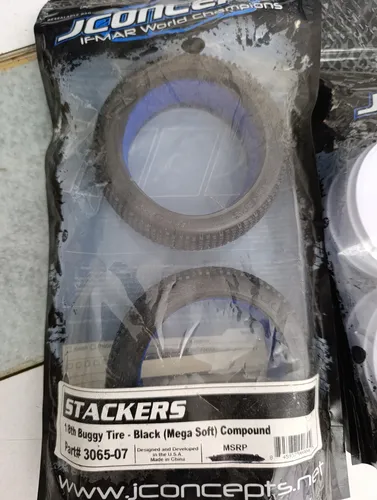 JCONCEPTS
IFMAR World Champions
STACKERS
1/8th Buggy Tire - Black (Mega Soft) Compound
Part# 3065-07
Designed and Developed
in the U.S.A.
Made in China
MSRP
www.jconcepts.net
JCO